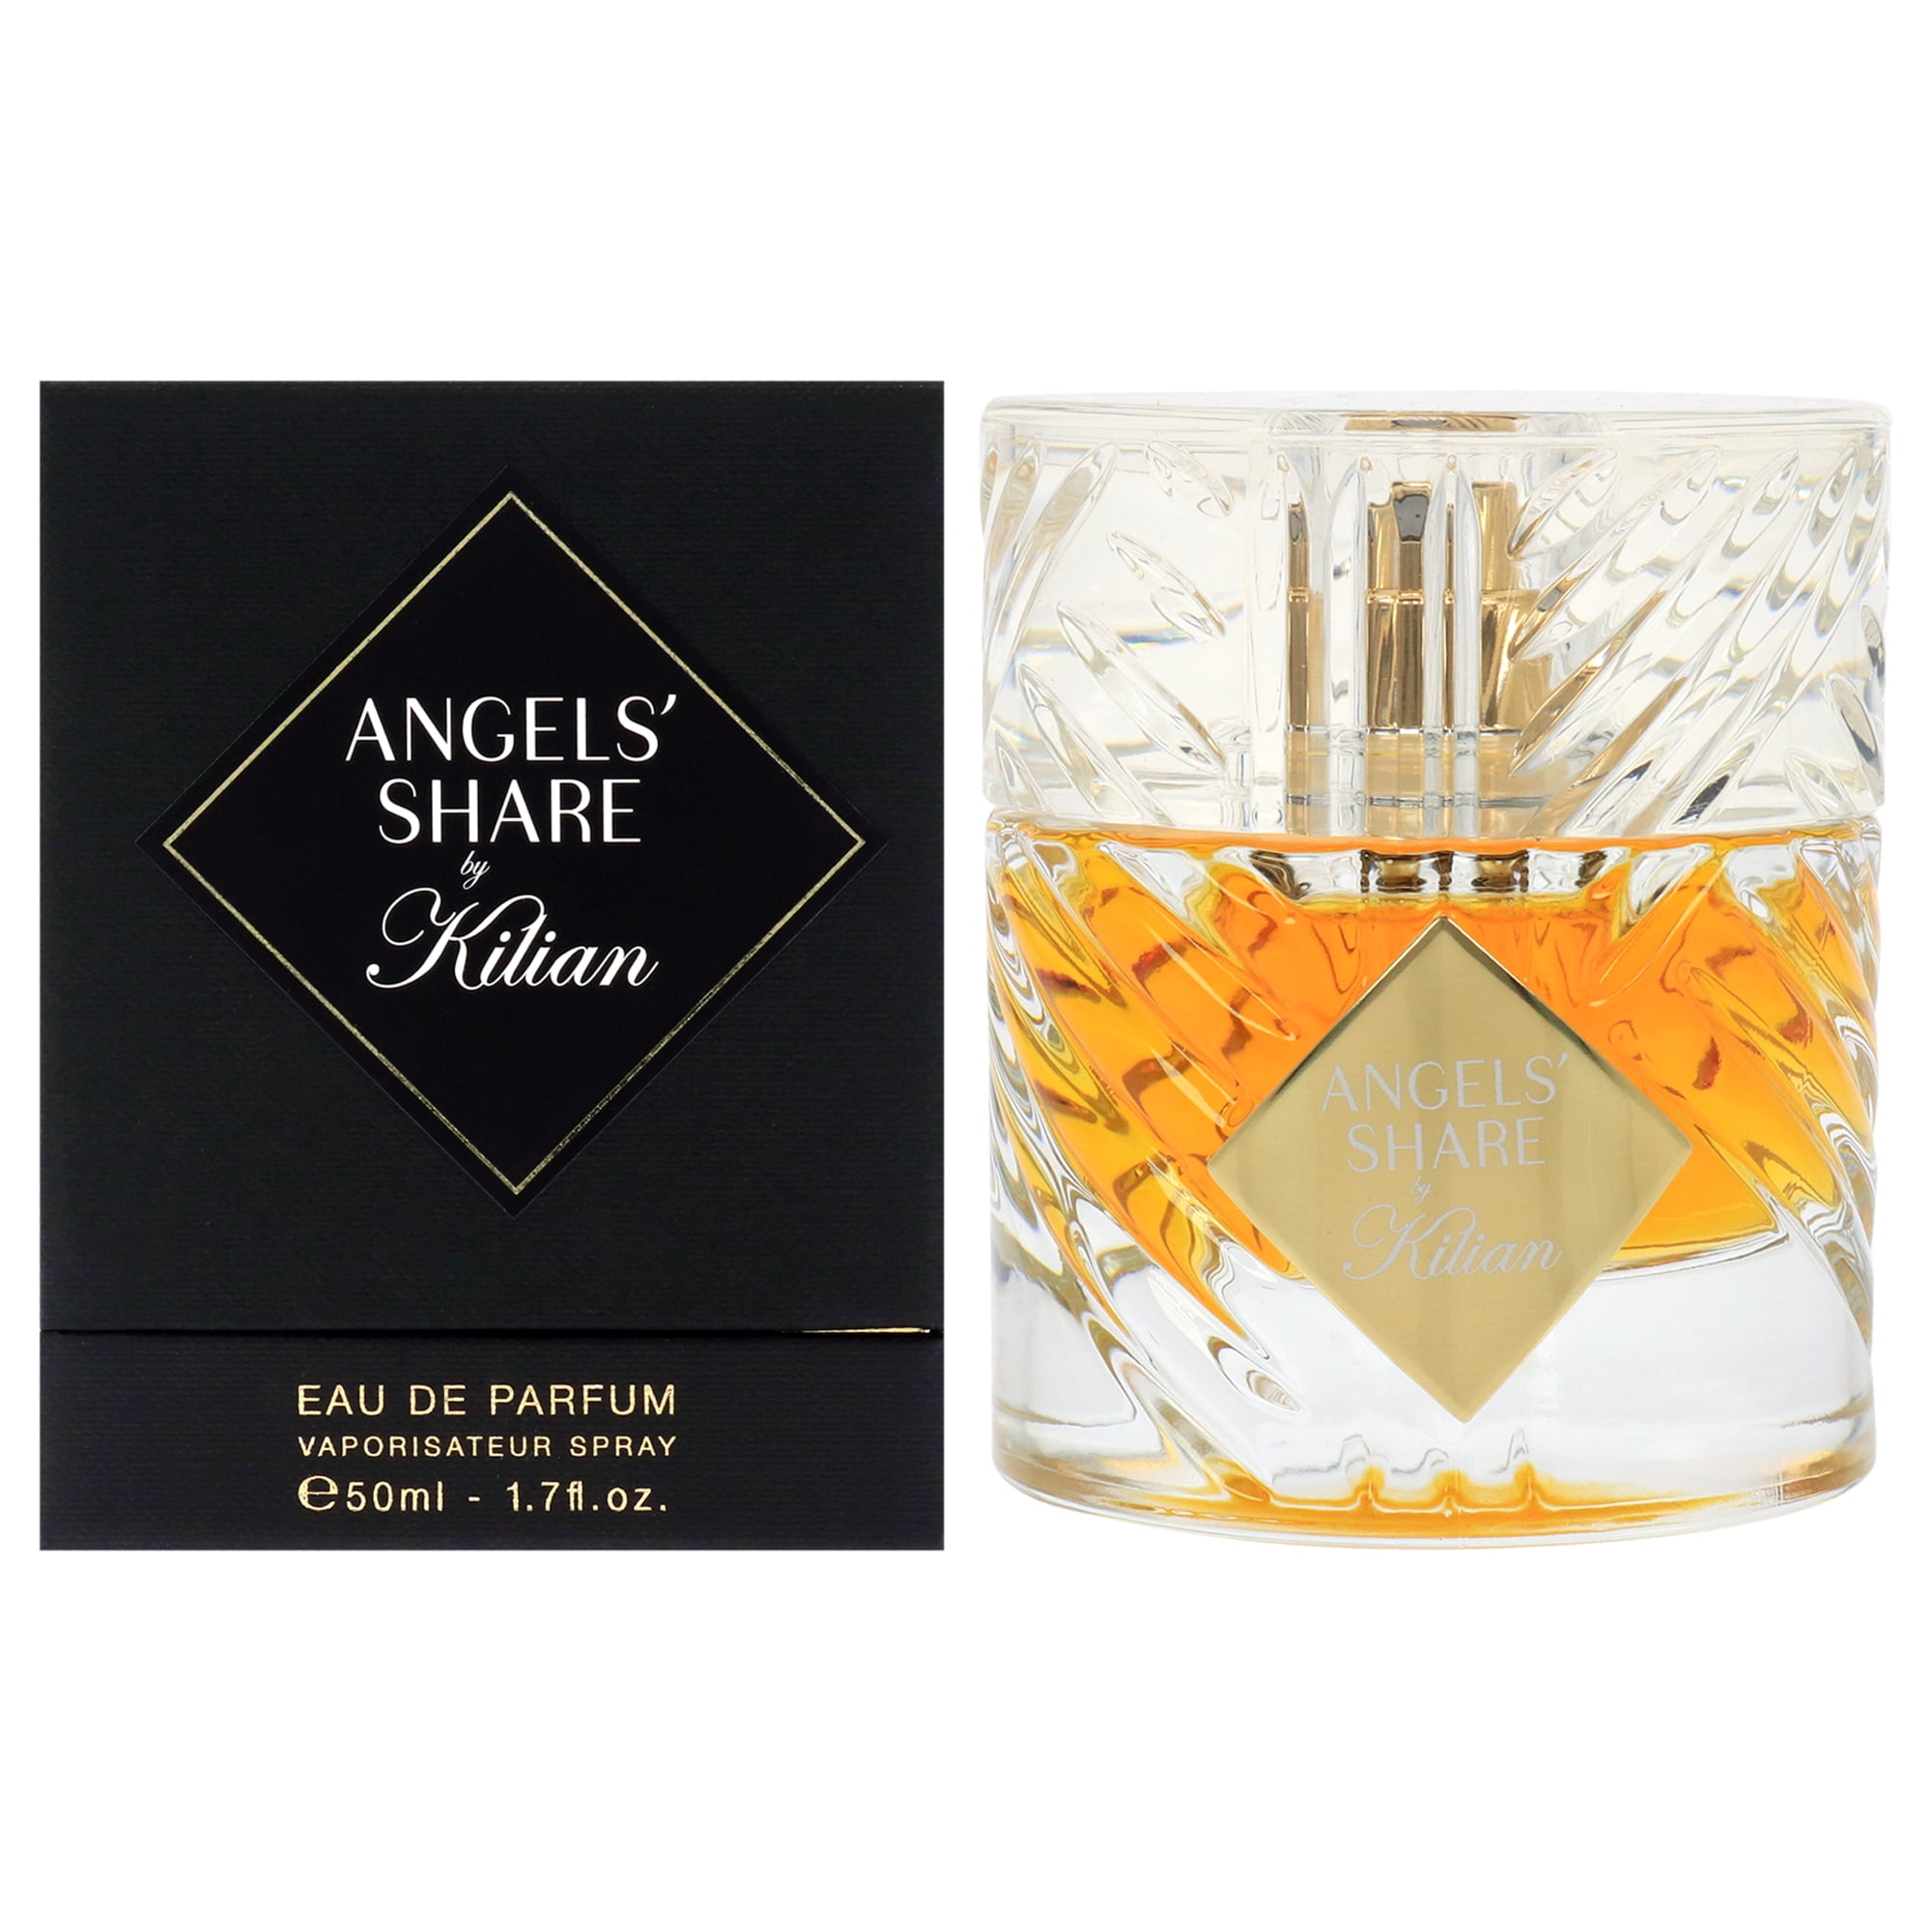 ANGELS'
SHARE
by
Kilian
EAU DE PARFUM
VAPORISATEUR SPRAY
℮50ml - 1.7fl.oz.
ANGELS'
SHARE
by
Kilian